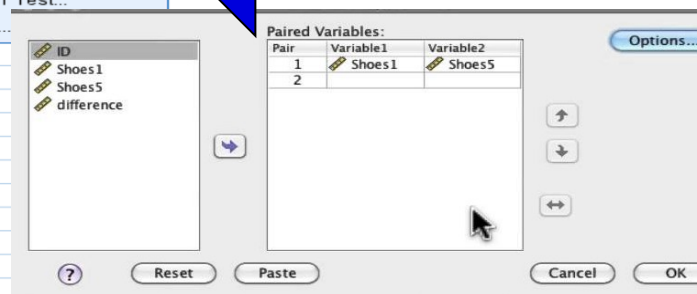 Test...
...
Paired Variables:
Options...
ID
Shoes1
Shoes5
difference
Pair Variable1 Variable2
1 Shoes1 Shoes5
2
? Reset Paste Cancel OK